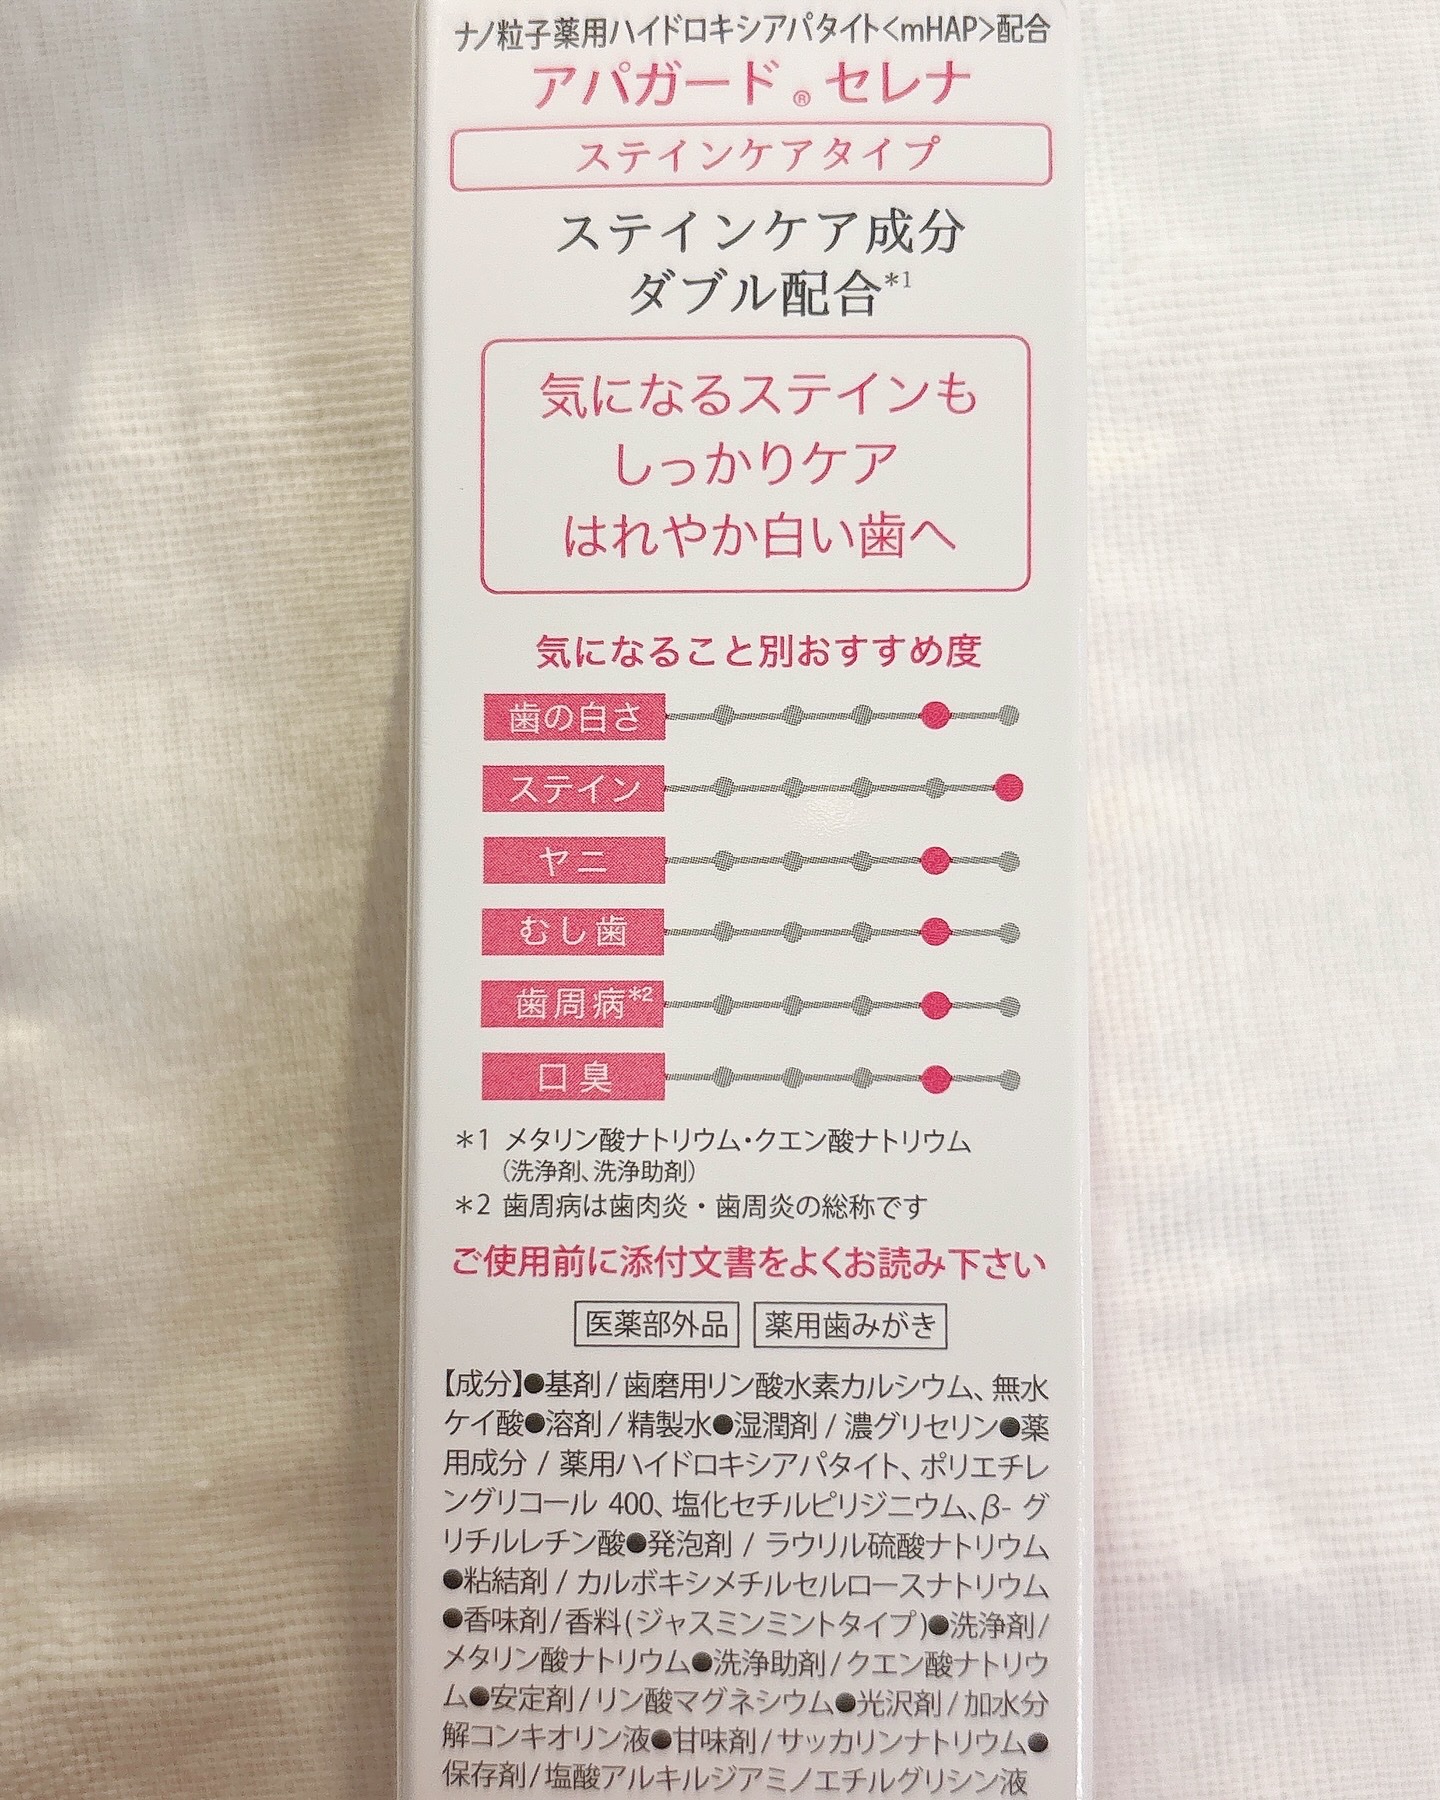 ナノ粒子薬用ハイドロキシアパタイト<mHAP>配合
アパガード®セレナ
ステインケアタイプ
ステインケア成分
ダブル配合*1
気になるステインも
しっかりケア
はれやか白い歯へ
気になること別おすすめ度
歯の白さ
ステイン
ヤニ
むし歯
歯周病*2
口臭
*1 メタリン酸ナトリウム・クエン酸ナトリウム
(洗浄剤、洗浄助剤)
*2 歯周病は歯肉炎・歯周炎の総称です
ご使用前に添付文書をよくお読み下さい
医薬部外品 薬用歯みがき
【成分】●基剤/歯磨用リン酸水素カルシウム、無水
ケイ酸●溶剤/精製水●湿潤剤/濃グリセリン●薬
用成分/薬用ハイドロキシアパタイト、ポリエチレ
ングリコール 400、塩化セチルピリジニウム、β-グ
リチルレチン酸●発泡剤/ラウリル硫酸ナトリウム
●粘結剤/カルボキシメチルセルロースナトリウム
●香味剤/香料(ジャスミンミントタイプ)●洗浄剤/
メタリン酸ナトリウム●洗浄助剤/クエン酸ナトリウ
ム●安定剤/リン酸マグネシウム●光沢剤/加水分
解コンキオリン液●甘味剤/サッカリンナトリウム●
保存剤/塩酸アルキルジアミノエチルグリシン液